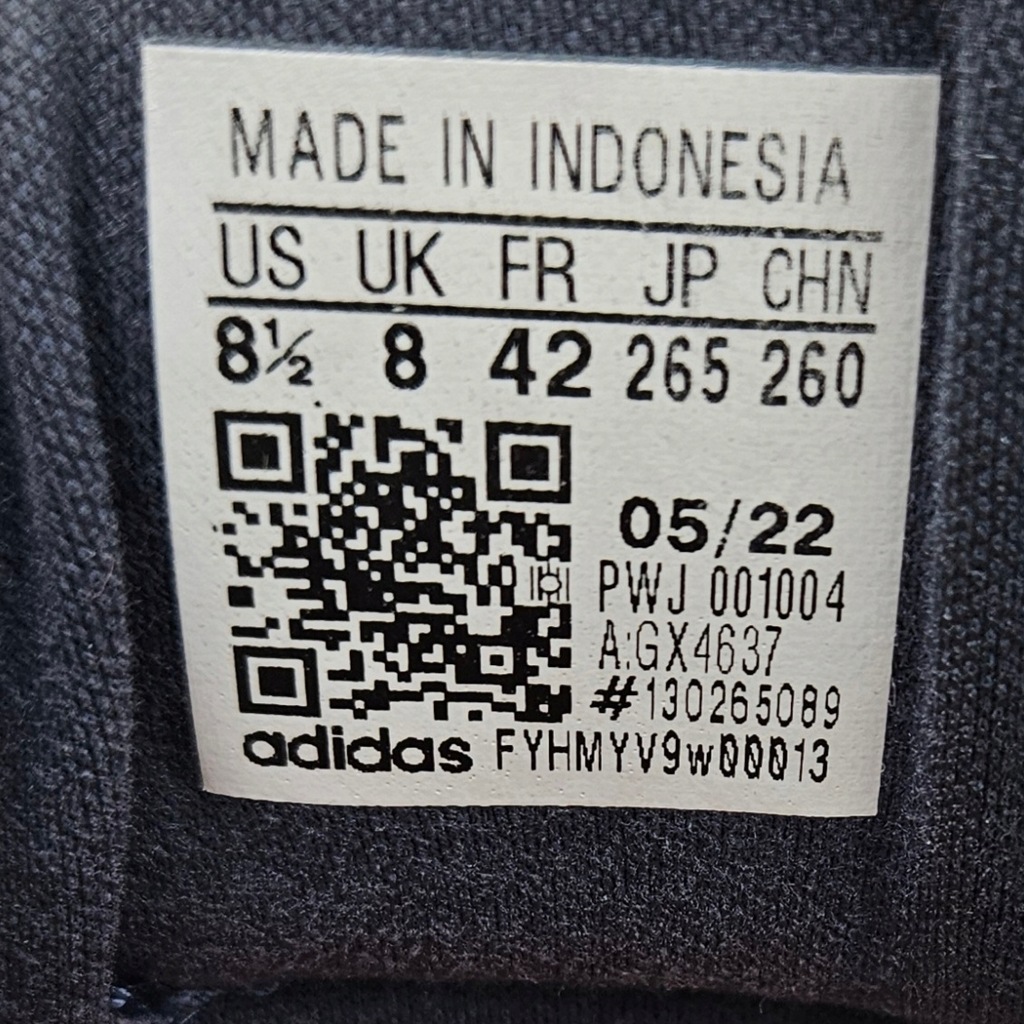 MADE IN INDONESIA
US UK FR JP CHN
8½ 8 42 265 260
05/22
PWJ 001004
A:GX4637
#130265089
adidas FYHMYV9w00013